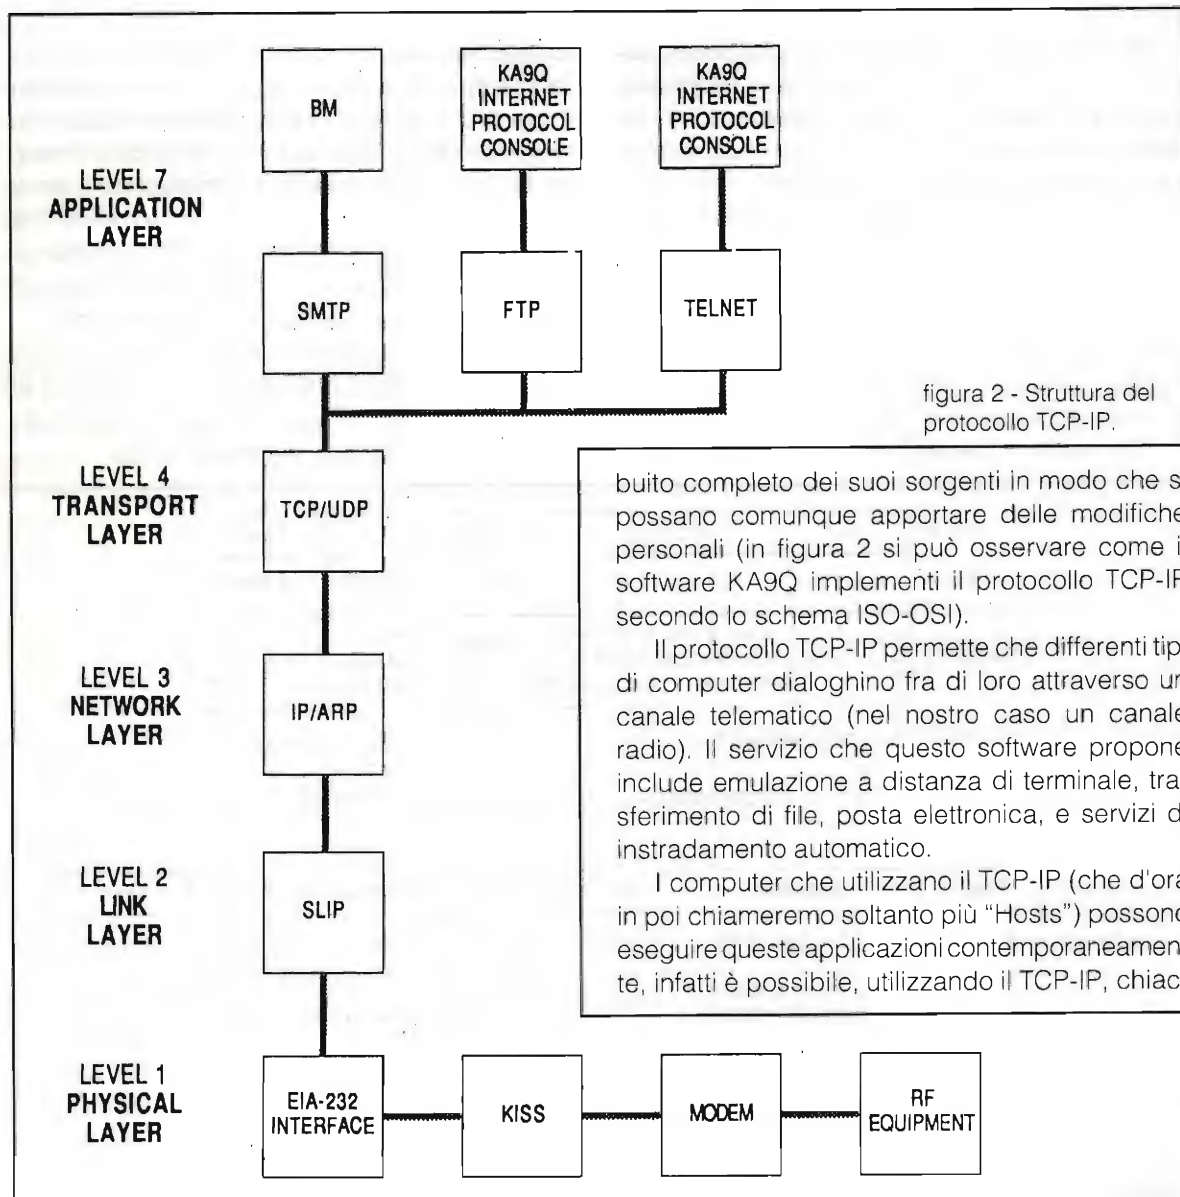 BM
KA9Q
INTERNET
PROTOCOL
CONSOLE
KA9Q
INTERNET
PROTOCOL
CONSOLE
LEVEL 7
APPLICATION
LAYER
SMTP
FTP
TELNET
figura 2 - Struttura del
protocollo TCP-IP.
LEVEL 4
TRANSPORT
LAYER
TCP/UDP
buito completo dei suoi sorgenti in modo che s
possano comunque apportare delle modifiche
personali (in figura 2 si può osservare come i
software KA9Q implementi il protocollo TCP-IP
secondo lo schema ISO-OSI).
Il protocollo TCP-IP permette che differenti tip
di computer dialoghino fra di loro attraverso un
canale telematico (nel nostro caso un canale
radio). Il servizio che questo software propone
include emulazione a distanza di terminale, tra
sferimento di file, posta elettronica, e servizi d
instradamento automatico.
I computer che utilizzano il TCP-IP (che d'ora
in poi chiameremo soltanto più "Hosts") possono
eseguire queste applicazioni contemporaneamen
te, infatti è possibile, utilizzando il TCP-IP, chiac
LEVEL 3
NETWORK
LAYER
IP/ARP
LEVEL 2
LINK
LAYER
SLIP
LEVEL 1
PHYSICAL
LAYER
EIA-232
INTERFACE
KISS
MODEM
RF
EQUIPMENT